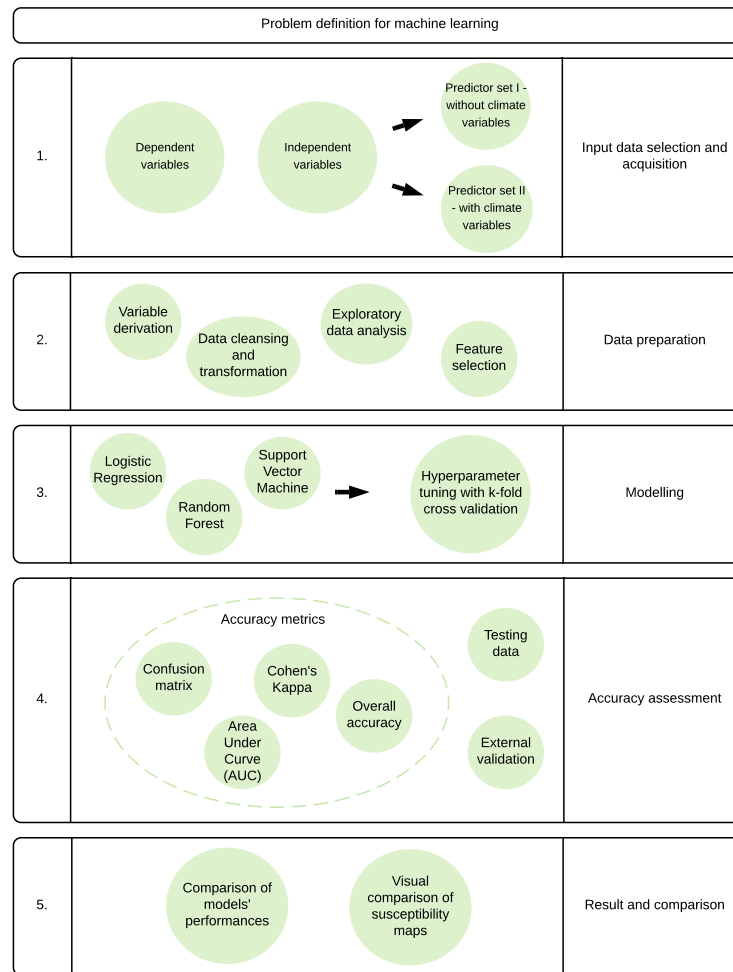 Problem definition for machine learning
1.
Dependent
variables
Independent
variables
Predictor set I -
without climate
variables
Predictor set II
- with climate
variables
Input data selection and
acquisition
2.
Variable
derivation
Data cleansing
and
transformation
Exploratory
data analysis
Feature
selection
Data preparation
3.
Logistic
Regression
Random
Forest
Support
Vector
Machine
Hyperparameter
tuning with k-fold
cross validation
Modelling
4.
Accuracy metrics
Confusion
matrix
Area
Under
Curve
(AUC)
Cohen's
Kappa
Overall
accuracy
Testing
data
External
validation
Accuracy assessment
5.
Comparison of
models'
performances
Visual
comparison of
susceptibility
maps
Result and comparison